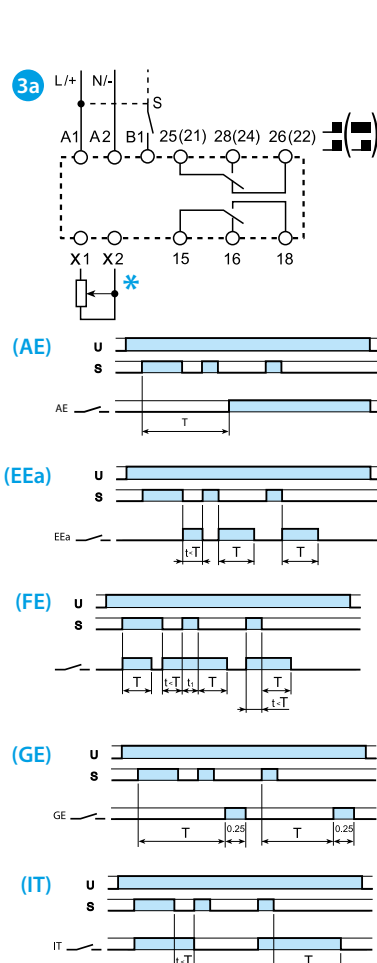 3a L/+ N/- S
A1 A2 B1 25(21) 28(24) 26(22)
X1 X2 15 16 18
*
(AE) U
S
AE
T
(EEa) U
S
EEa
t<T T T
(FE) U
S
T t<T t1 T T
t<T
(GE) U
S
GE
0.25 0.25
T T
(IT) U
S
IT
t<T T